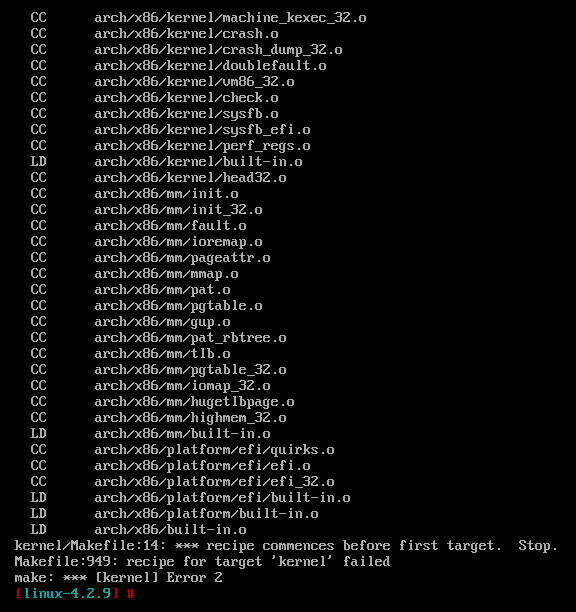 CC arch/x86/kernel/machine_kexec_32.o
CC arch/x86/kernel/crash.o
CC arch/x86/kernel/crash_dump_32.o
CC arch/x86/kernel/doublefault.o
CC arch/x86/kernel/vm86_32.o
CC arch/x86/kernel/check.o
CC arch/x86/kernel/sysfb.o
CC arch/x86/kernel/sysfb_efi.o
CC arch/x86/kernel/perf_regs.o
LD arch/x86/kernel/built-in.o
CC arch/x86/kernel/head32.o
CC arch/x86/mm/init.o
CC arch/x86/mm/init_32.o
CC arch/x86/mm/fault.o
CC arch/x86/mm/ioremap.o
CC arch/x86/mm/pageattr.o
CC arch/x86/mm/mmap.o
CC arch/x86/mm/pat.o
CC arch/x86/mm/pgtable.o
CC arch/x86/mm/gup.o
CC arch/x86/mm/pat_rbtree.o
CC arch/x86/mm/tlb.o
CC arch/x86/mm/pgtable_32.o
CC arch/x86/mm/iomap_32.o
CC arch/x86/mm/hugetlbpage.o
CC arch/x86/mm/highmem_32.o
LD arch/x86/mm/built-in.o
CC arch/x86/platform/efi/quirks.o
CC arch/x86/platform/efi/efi.o
CC arch/x86/platform/efi/efi_32.o
LD arch/x86/platform/efi/built-in.o
LD arch/x86/platform/built-in.o
LD arch/x86/built-in.o
kernel/Makefile:14: *** recipe commences before first target.  Stop.
Makefile:949: recipe for target 'kernel' failed
make: *** [kernel] Error 2
[linux-4.2.9] #